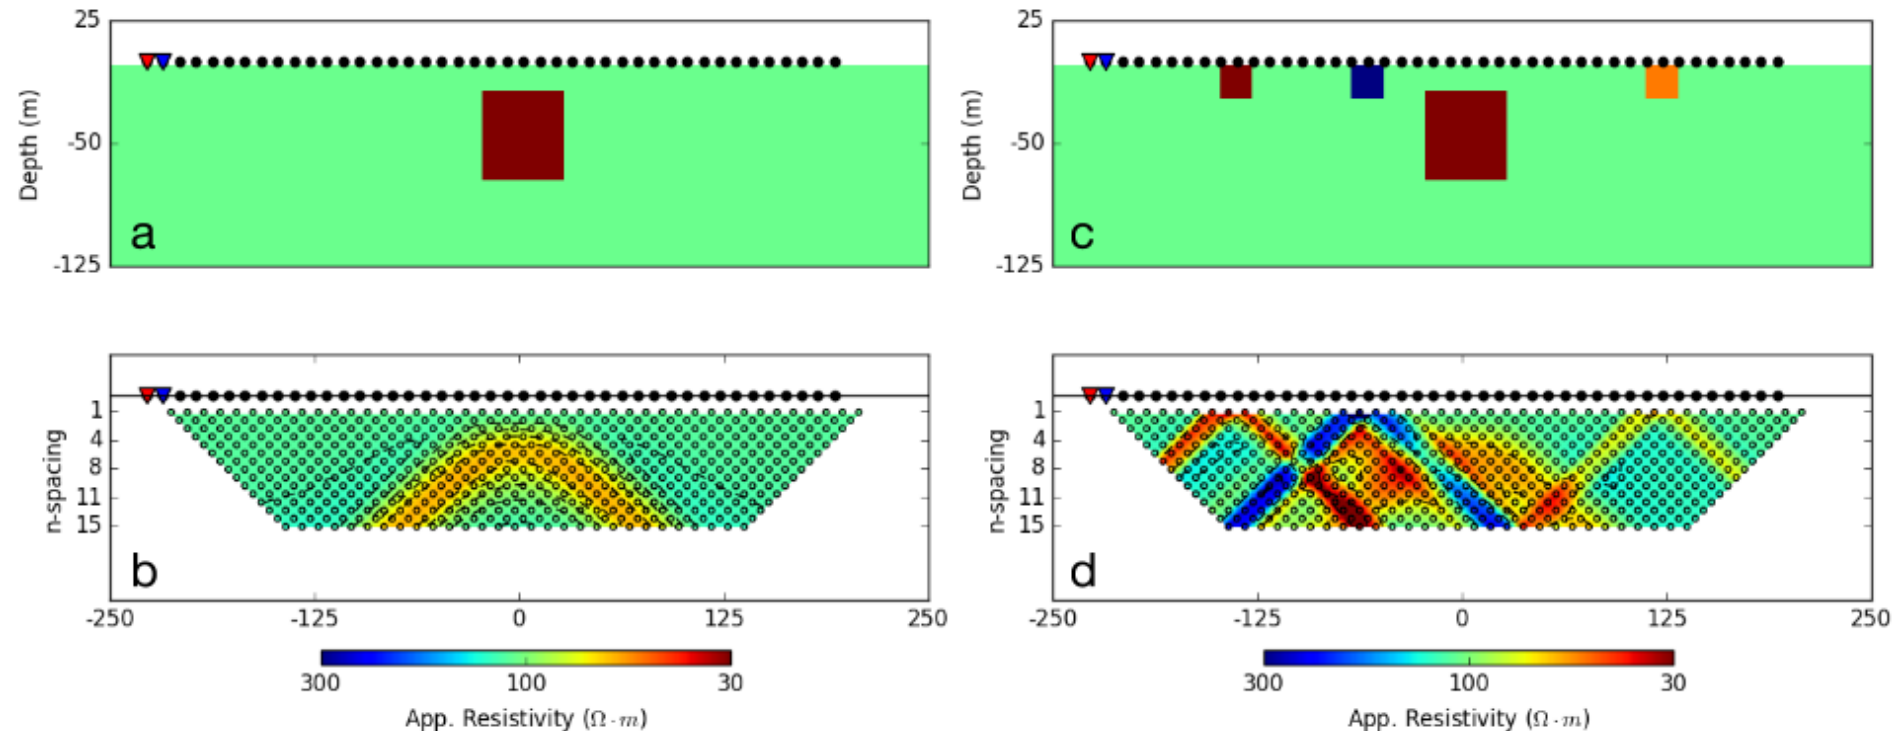 25
-50
-125
Depth (m)
a
25
-50
-125
Depth (m)
c
1
4
8
11
15
n-spacing
b
-250 -125 0 125 250
300 100 30
App. Resistivity (Ω · m)
1
4
8
11
15
n-spacing
d
-250 -125 0 125 250
300 100 30
App. Resistivity (Ω · m)